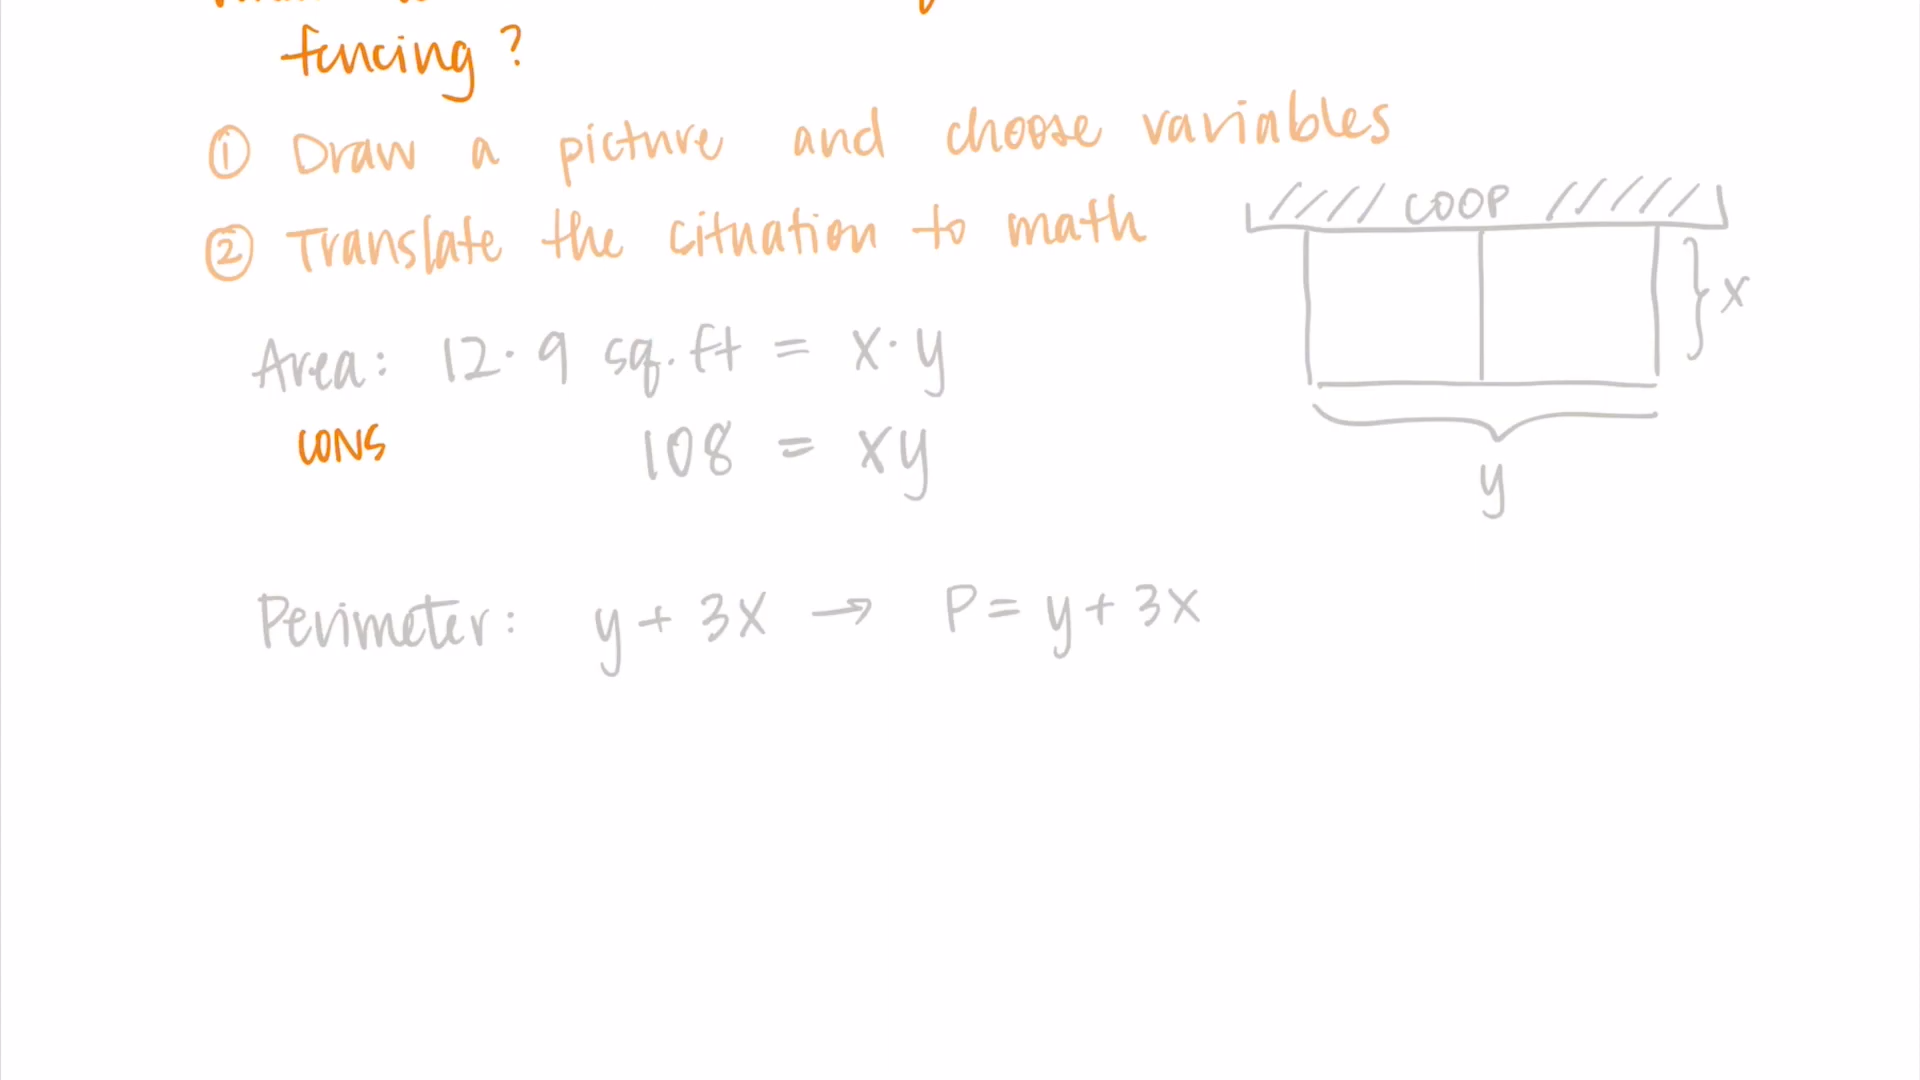 fencing?
① Draw a picture and choose variables
② Translate the cituation to math
COOP
x
Area: 12·9 sq.ft = x·y
CONS
108 = xy
y
Perimeter: y + 3x → P = y + 3x